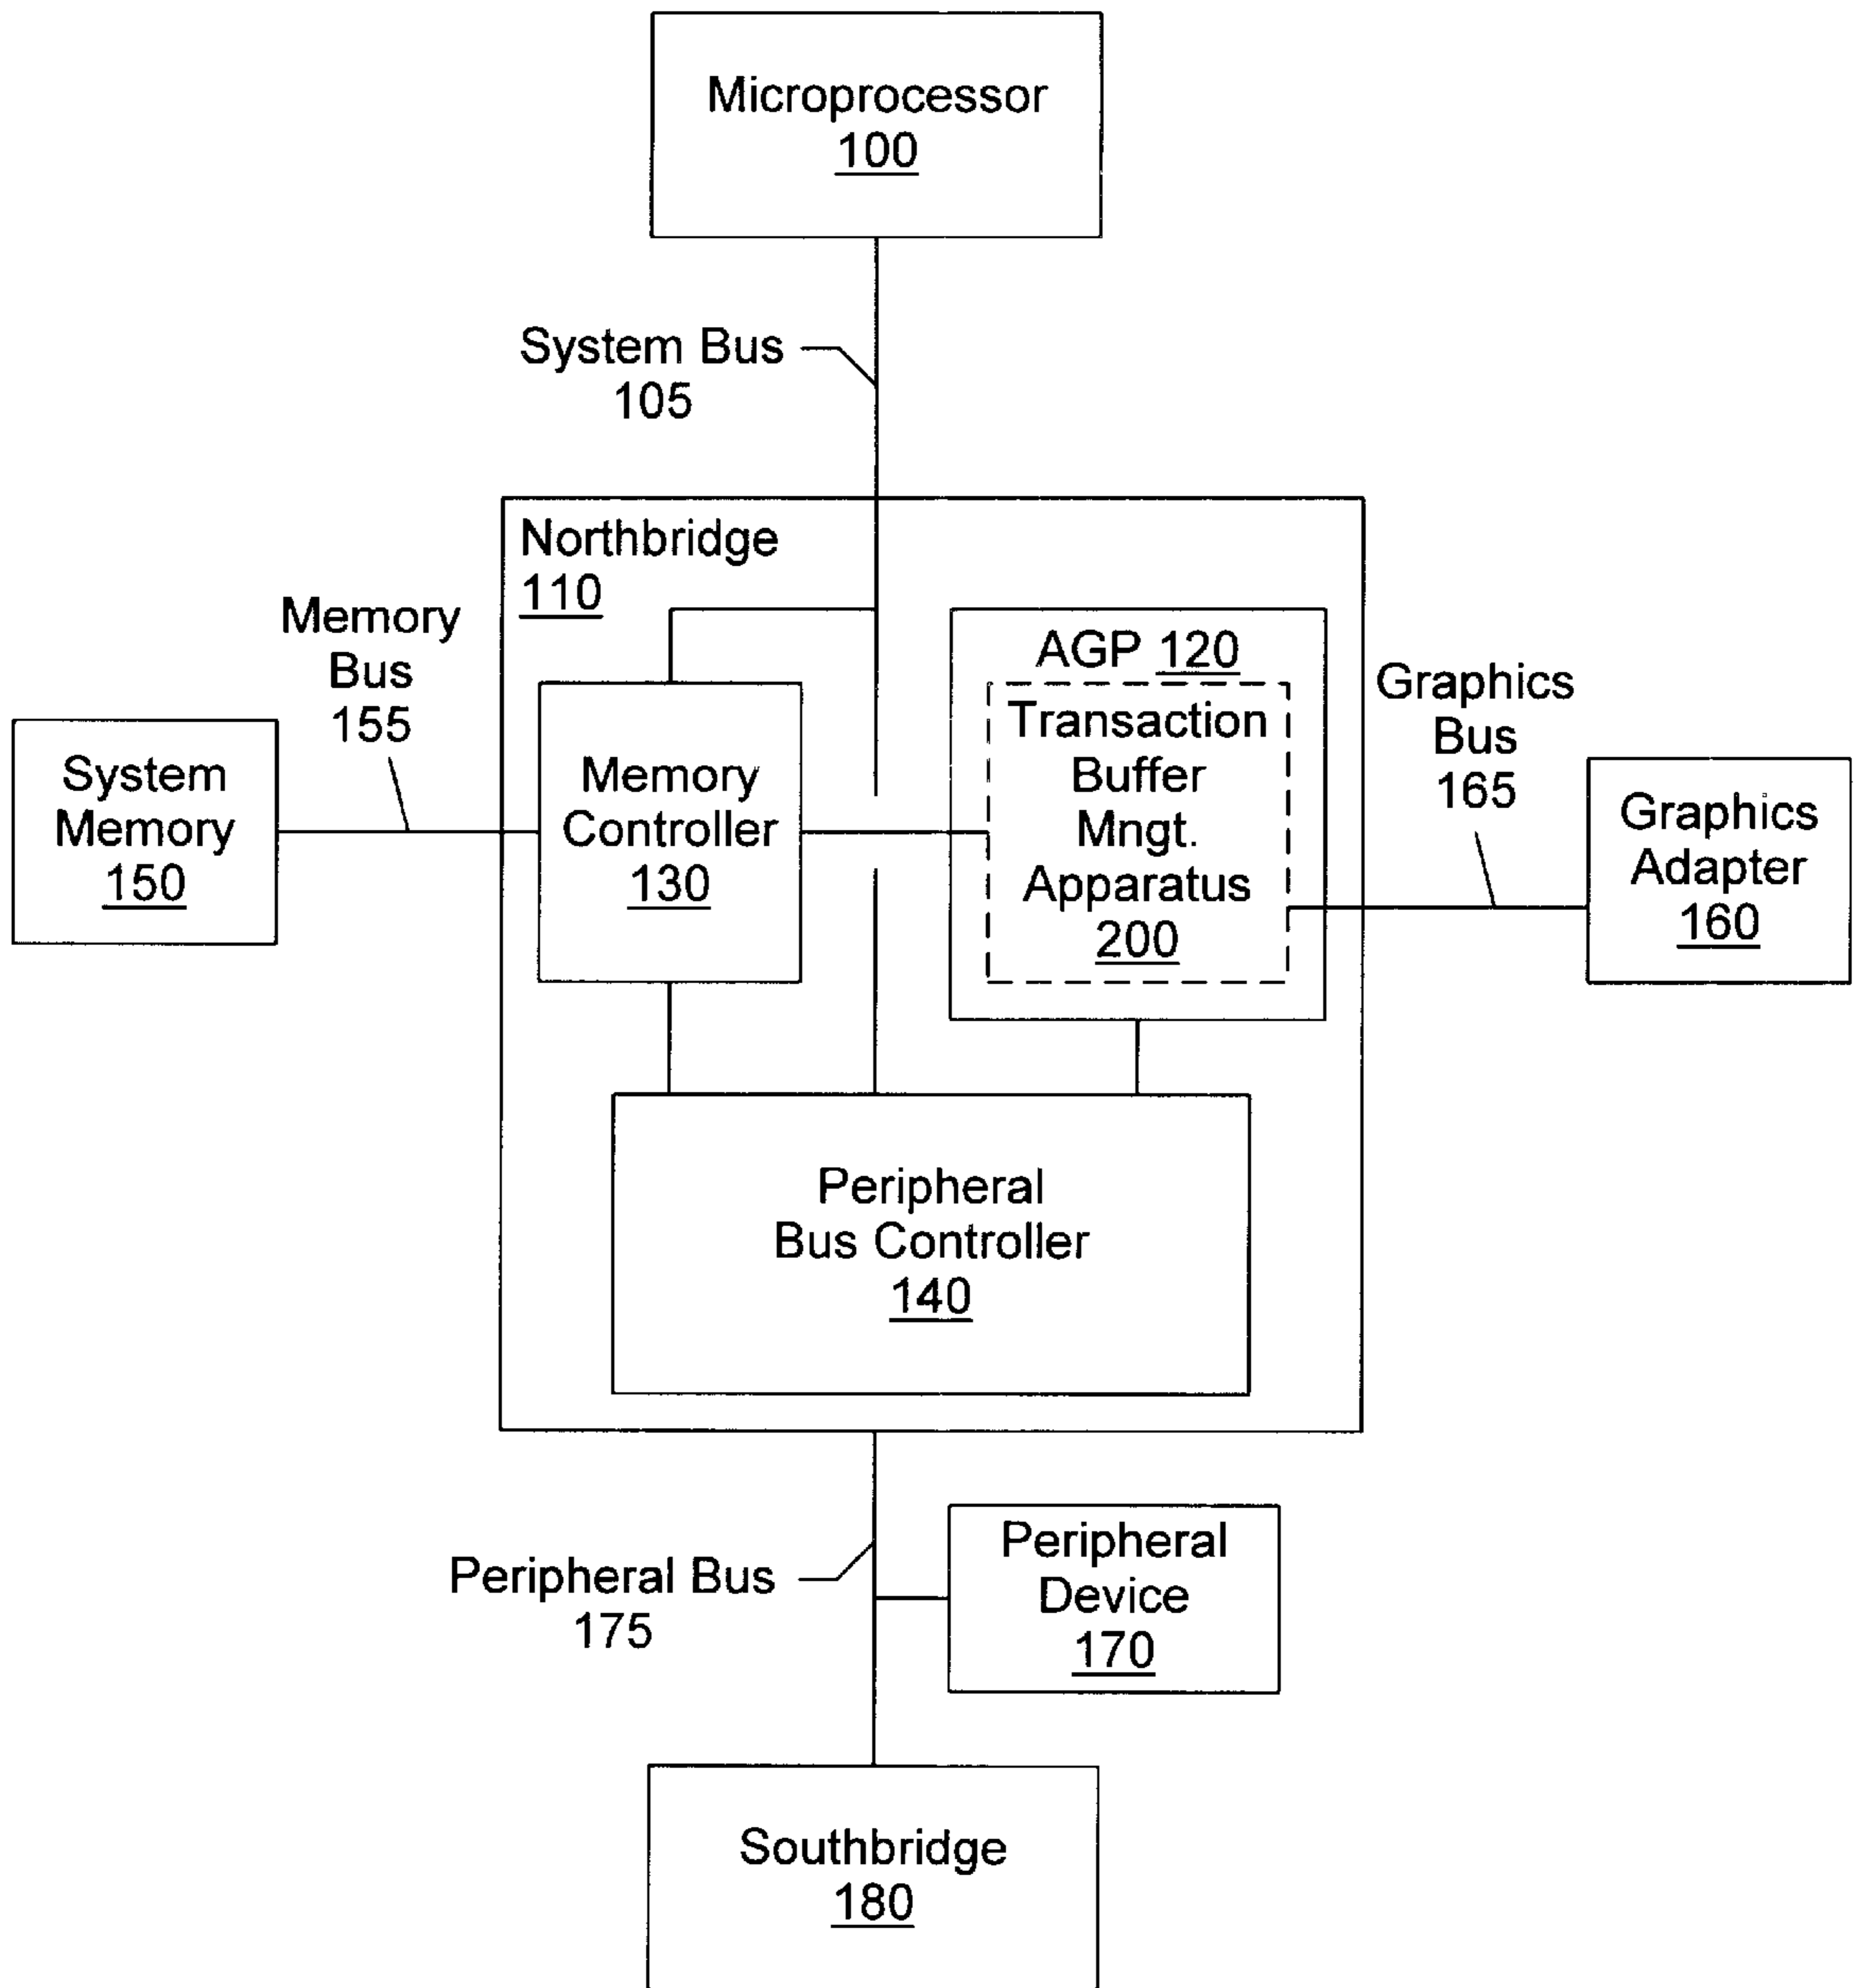 Microprocessor
100
System Bus
105
Northbridge
110
Memory
Bus
155
AGP 120
Transaction
Buffer
Mngt.
Apparatus
200
Graphics
Bus
165
System
Memory
150
Memory
Controller
130
Graphics
Adapter
160
Peripheral
Bus Controller
140
Peripheral Bus
175
Peripheral
Device
170
Southbridge
180